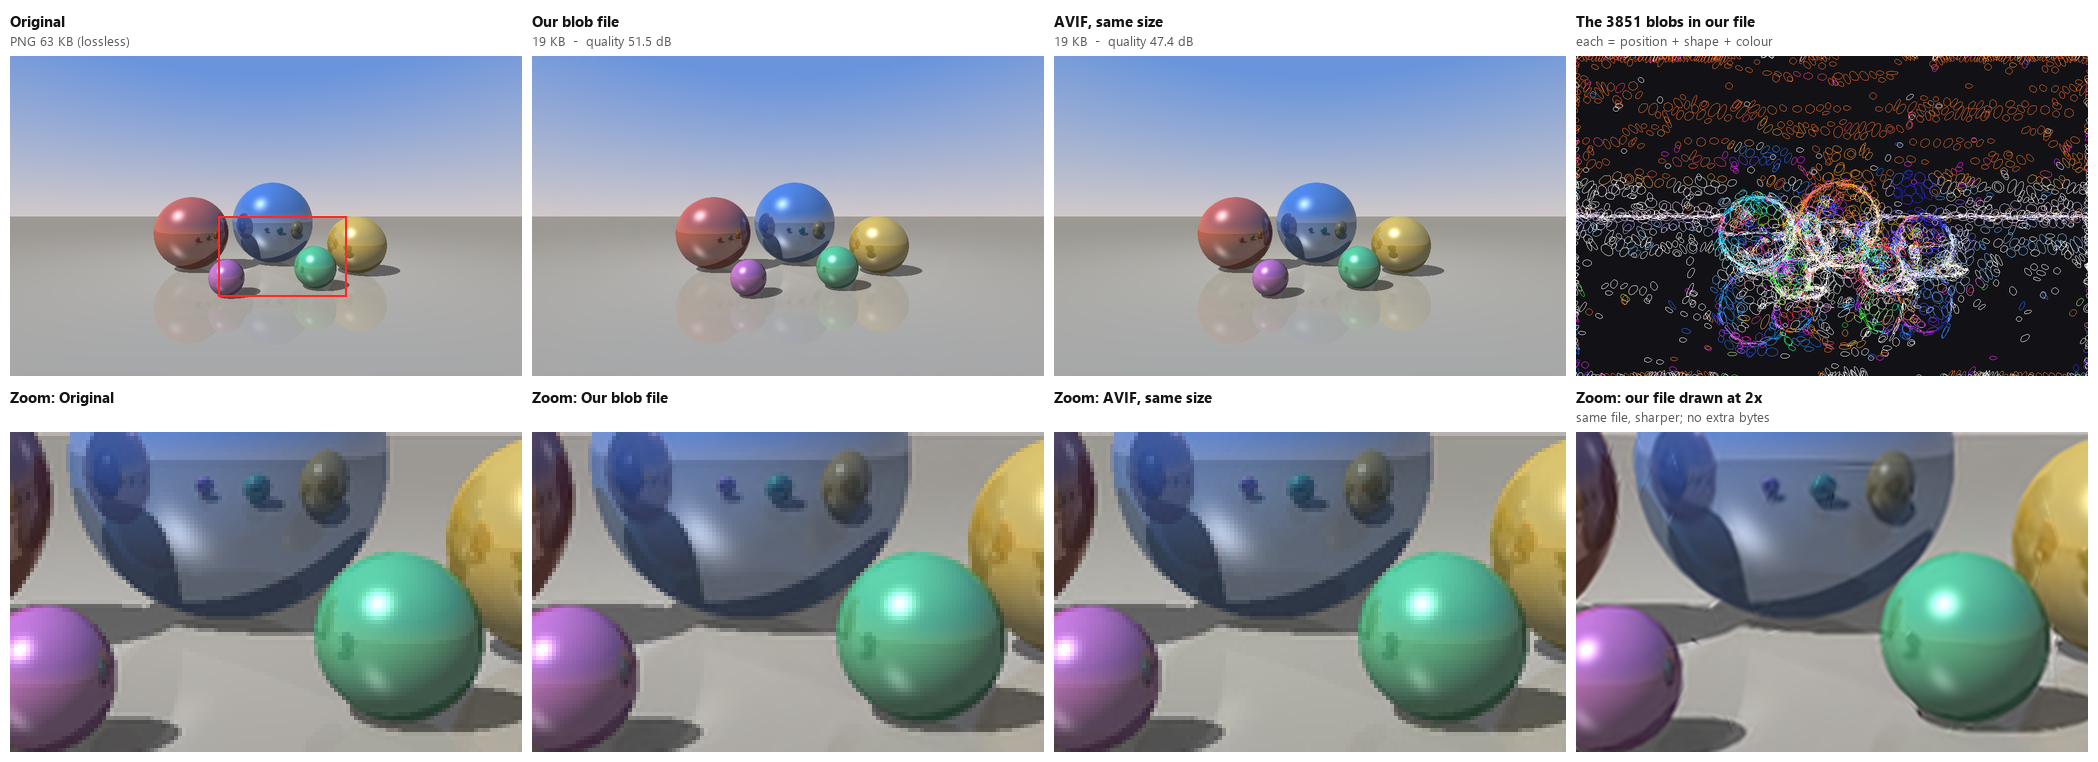 Original
PNG 63 KB (lossless)
Our blob file
19 KB - quality 51.5 dB
AVIF, same size
19 KB - quality 47.4 dB
The 3851 blobs in our file
each = position + shape + colour
Zoom: Original
Zoom: Our blob file
Zoom: AVIF, same size
Zoom: our file drawn at 2x
same file, sharper; no extra bytes